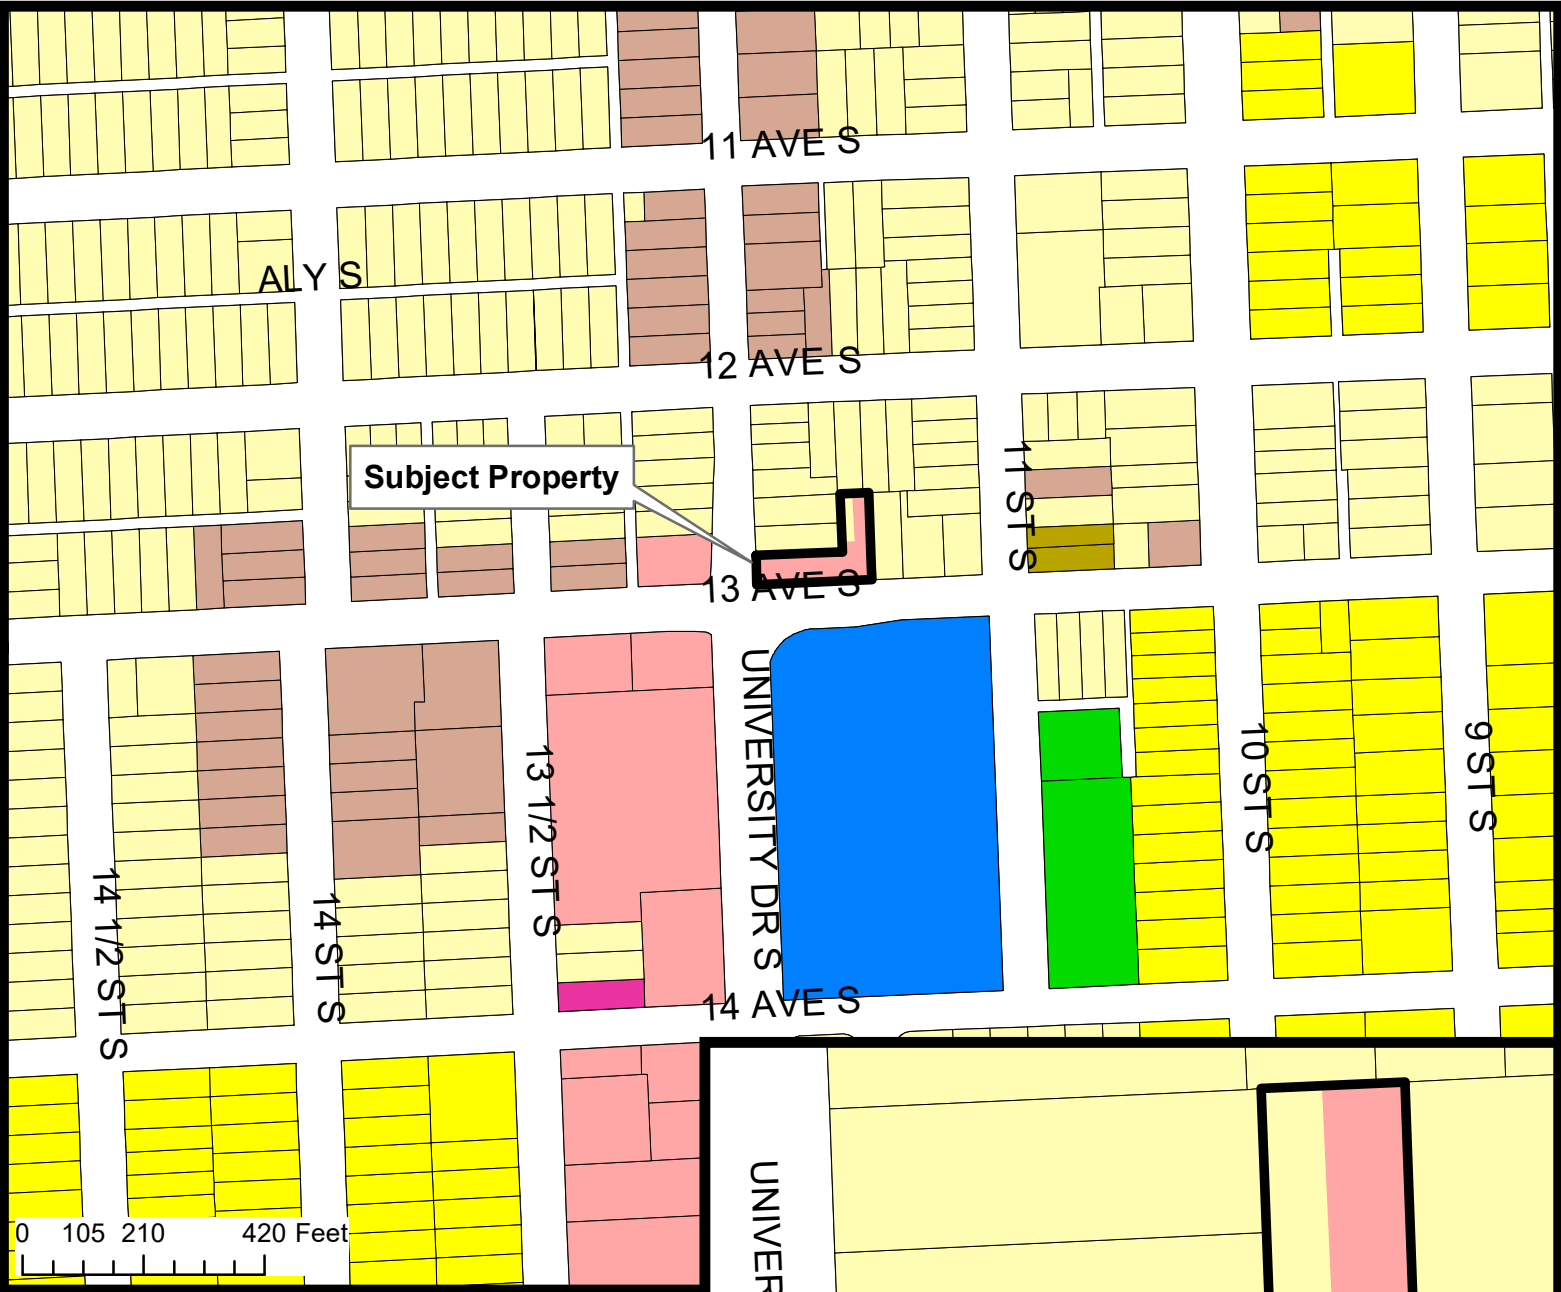 11 AVE S
ALY S
12 AVE S
Subject Property
11 ST S
13 AVE S
UNIVERSITY DR S
13 1/2 ST S
10 ST S
9 ST S
14 1/2 ST S
14 ST S
14 AVE S
UNIVER
0 105 210 420 Feet